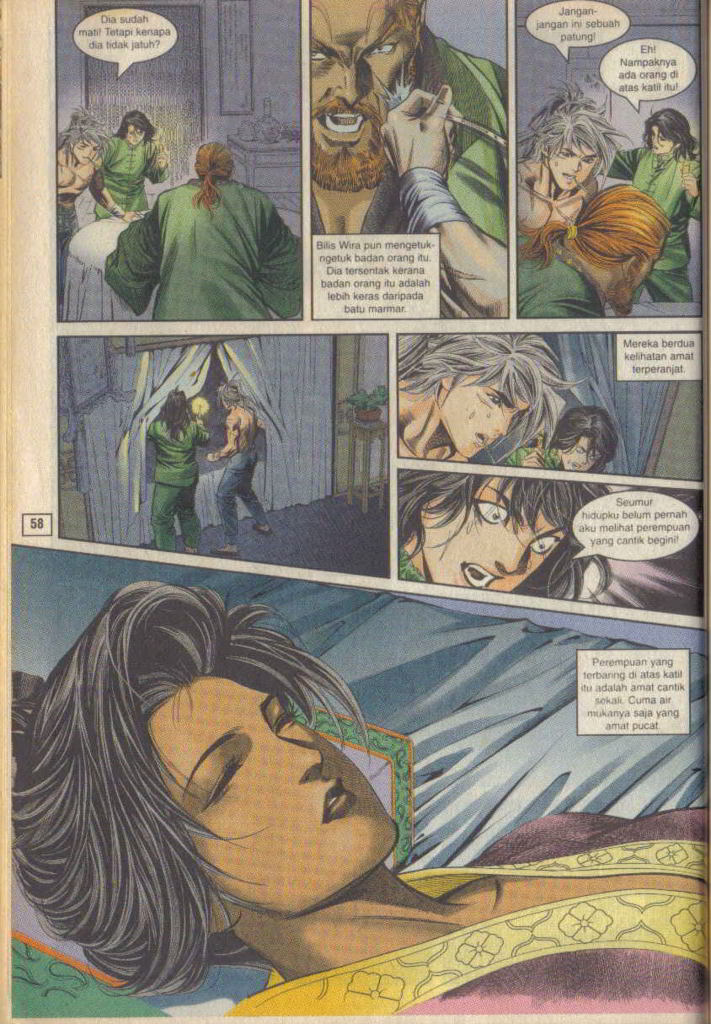 Dia sudah
mati! Tetapi kenapa
dia tidak jatuh?
Bilis Wira pun mengetuk-
ngetuk badan orang itu.
Dia tersentak kerana
badan orang itu adalah
lebih keras daripada
batu marmar.
Jangan-
jangan ini sebuah
patung!
Eh!
Nampaknya
ada orang di
atas katil itu!
Mereka berdua
kelihatan amat
terperanjat.
Seumur
hidupku belum pernah
aku melihat perempuan
yang cantik begini!
58
Perempuan yang
terbaring di atas katil
itu adalah amat cantik
sekali. Cuma air
mukanya saja yang
amat pucat.